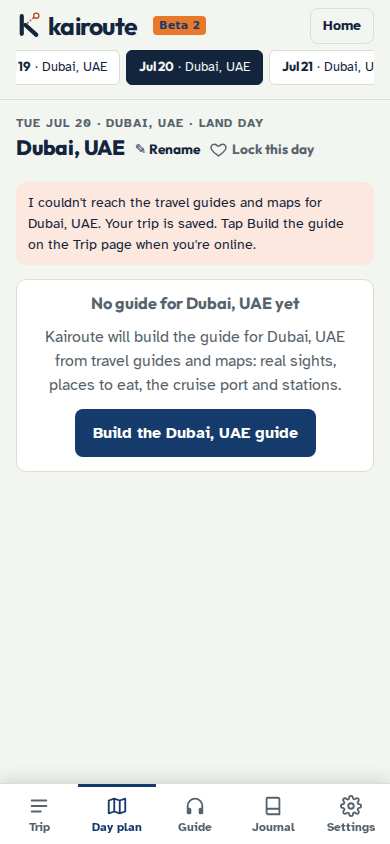 kairoute Beta 2 Home
19 · Dubai, UAE Jul 20 · Dubai, UAE Jul 21 · Dubai, U
TUE JUL 20 · DUBAI, UAE · LAND DAY
Dubai, UAE ✎ Rename Lock this day
I couldn't reach the travel guides and maps for
Dubai, UAE. Your trip is saved. Tap Build the guide
on the Trip page when you're online.
No guide for Dubai, UAE yet
Kairoute will build the guide for Dubai, UAE
from travel guides and maps: real sights,
places to eat, the cruise port and stations.
Build the Dubai, UAE guide
Trip Day plan Guide Journal Settings